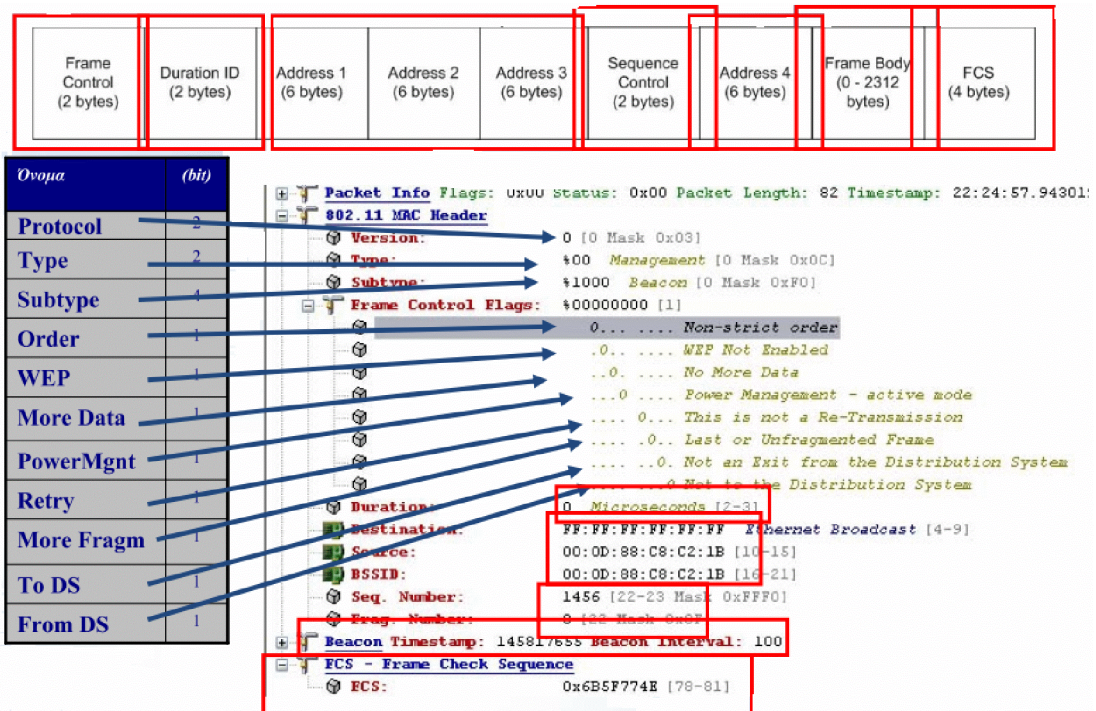 Frame Control (2 bytes)
Duration ID (2 bytes)
Address 1 (6 bytes)
Address 2 (6 bytes)
Address 3 (6 bytes)
Sequence Control (2 bytes)
Address 4 (6 bytes)
Frame Body (0 - 2312 bytes)
FCS (4 bytes)
Όνομα (bit)
Protocol 2
Type 2
Subtype 4
Order 1
WEP 1
More Data 1
PowerMgnt 1
Retry 1
More Fragm 1
To DS 1
From DS 1
Packet Info Flags: 0x00 Status: 0x00 Packet Length: 82 Timestamp: 22:24:57.94301
802.11 MAC Header
Version: 0 [0 Mask 0x03]
Type: %00 Management [0 Mask 0x0C]
Subtype: %1000 Beacon [0 Mask 0xF0]
Frame Control Flags: %00000000 [1]
0... .... Non-strict order
.0.. .... WEP Not Enabled
..0. .... No More Data
...0 .... Power Management - active mode
.... 0... This is not a Re-Transmission
.... .0.. Last or Unfragmented Frame
.... ..0. Not an Exit from the Distribution System
.... ...0 Not to the Distribution System
Duration: 0 Microseconds [2-3]
Destination: FF:FF:FF:FF:FF:FF Ethernet Broadcast [4-9]
Source: 00:0D:88:C8:C2:1B [10-15]
BSSID: 00:0D:88:C8:C2:1B [16-21]
Seq. Number: 1456 [22-23 Mask 0xFFF0]
Frag. Number: 0 [22 Mask 0x0F]
Beacon Timestamp: 145817655 Beacon Interval: 100
FCS - Frame Check Sequence
FCS: 0x6B5F774E [78-81]